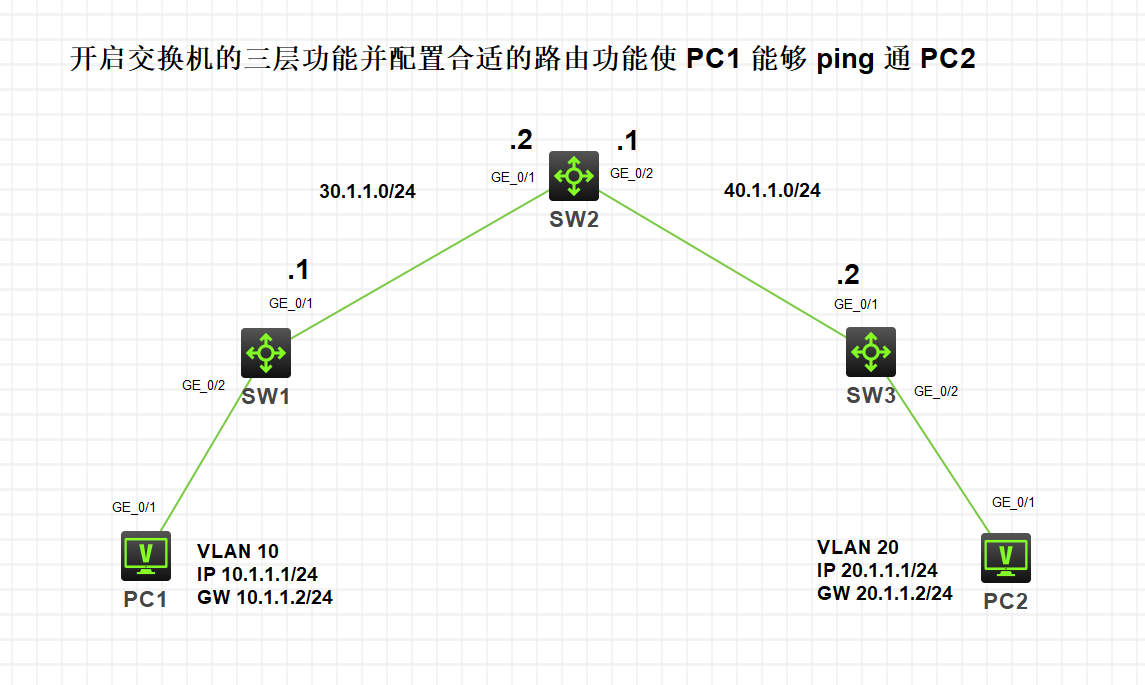 开启交换机的三层功能并配置合适的路由功能使 PC1 能够 ping 通 PC2
.2
.1
GE_0/1
GE_0/2
30.1.1.0/24
40.1.1.0/24
SW2
.1
.2
GE_0/1
GE_0/1
GE_0/2
SW1
SW3
GE_0/2
GE_0/1
GE_0/1
VLAN 10
IP 10.1.1.1/24
GW 10.1.1.2/24
PC1
VLAN 20
IP 20.1.1.1/24
GW 20.1.1.2/24
PC2